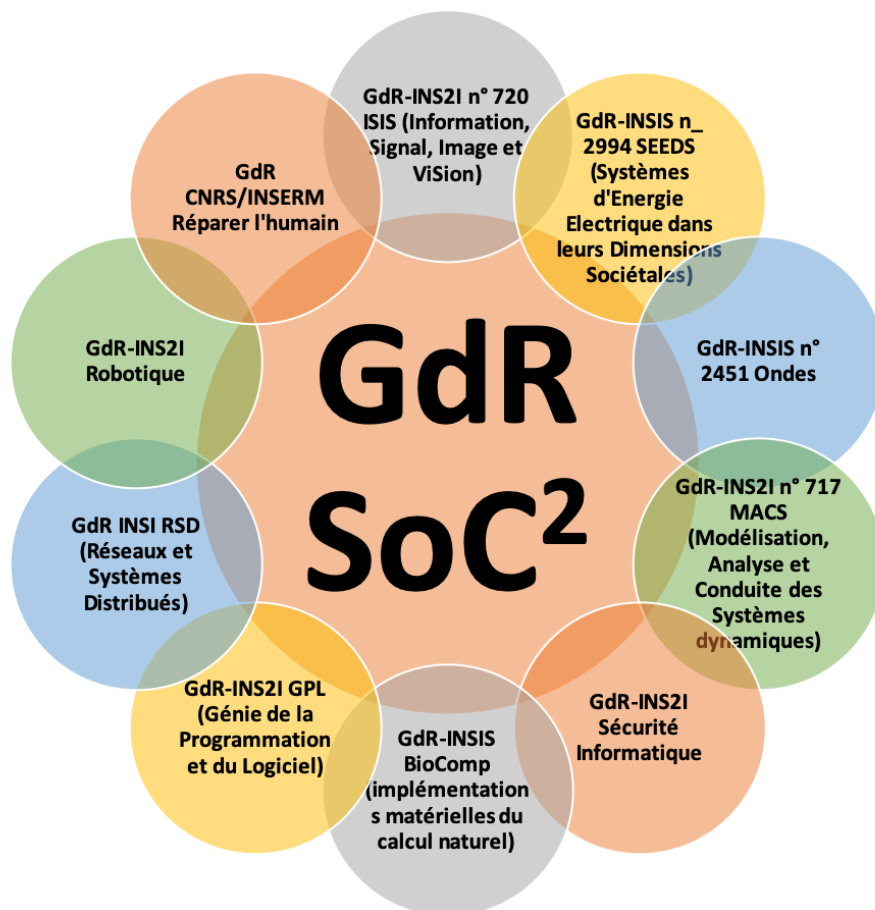 GdR-INS2I n° 720
ISIS (Information,
Signal, Image et
ViSion)
GdR-INSIS n_
2994 SEEDS
(Systèmes
d'Energie
Electrique dans
leurs Dimensions
Sociétales)
GdR-INSIS n°
2451 Ondes
GdR-INS2I n° 717
MACS
(Modélisation,
Analyse et
Conduite des
Systèmes
dynamiques)
GdR-INS2I
Sécurité
Informatique
GdR-INSIS
BioComp
(implémentation
s matérielles du
calcul naturel)
GdR-INS2I GPL
(Génie de la
Programmation
et du Logiciel)
GdR INSI RSD
(Réseaux et
Systèmes
Distribués)
GdR-INS2I
Robotique
GdR
CNRS/INSERM
Réparer l'humain
GdR
SoC²